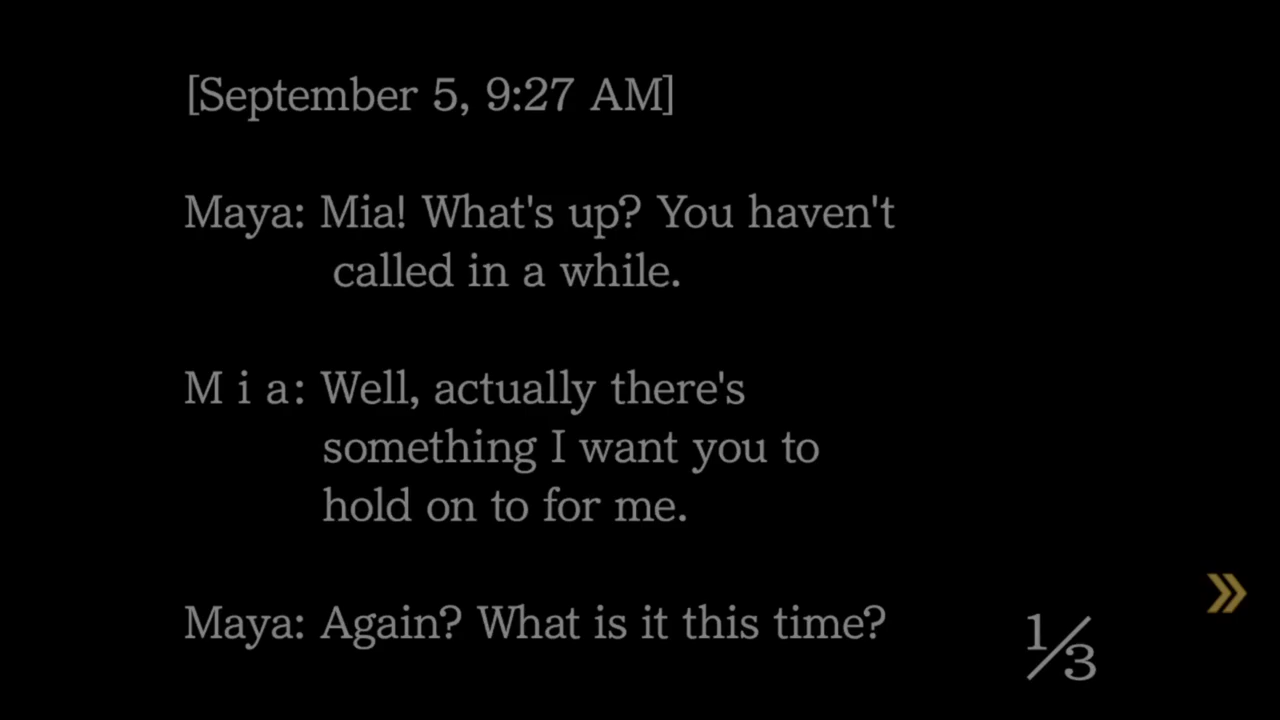 [September 5, 9:27 AM]
Maya: Mia! What's up? You haven't
called in a while.
M i a: Well, actually there's
something I want you to
hold on to for me.
Maya: Again? What is it this time?
1/3